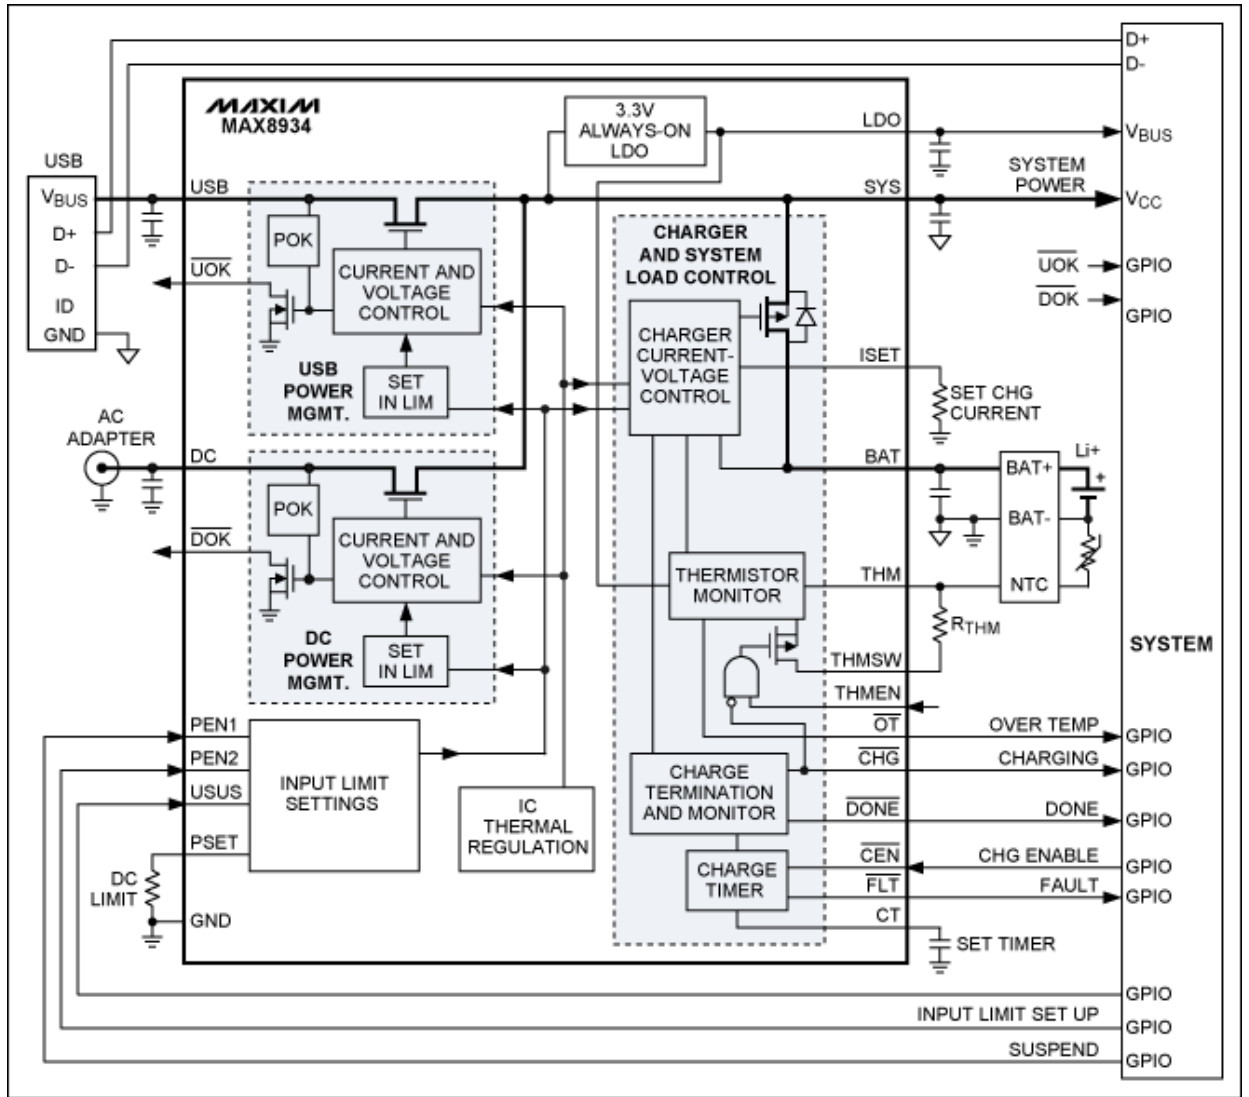 D+
D-
MAXIM
MAX8934
3.3V
ALWAYS-ON
LDO
LDO
VBUS
USB
USB
SYS
SYSTEM
POWER
VBUS
VCC
D+
D-
ID
GND
POK
UOK
CURRENT AND
VOLTAGE
CONTROL
USB
POWER
MGMT.
SET
IN LIM
CHARGER
AND SYSTEM
LOAD CONTROL
CHARGER
CURRENT-
VOLTAGE
CONTROL
UOK
GPIO
DOK
GPIO
ISET
SET CHG
CURRENT
AC
ADAPTER
DC
POK
DOK
CURRENT AND
VOLTAGE
CONTROL
DC
POWER
MGMT.
SET
IN LIM
BAT
BAT+
Li+
+
BAT-
NTC
THERMISTOR
MONITOR
THM
RTHM
THMSW
THMEN
SYSTEM
PEN1
PEN2
USUS
PSET
INPUT LIMIT
SETTINGS
IC
THERMAL
REGULATION
DC
LIMIT
GND
OT
OVER TEMP
GPIO
CHARGE
TERMINATION
AND MONITOR
CHG
CHARGING
GPIO
DONE
DONE
GPIO
CHARGE
TIMER
CEN
CHG ENABLE
GPIO
FLT
FAULT
GPIO
CT
SET TIMER
GPIO
INPUT LIMIT SET UP
GPIO
SUSPEND
GPIO